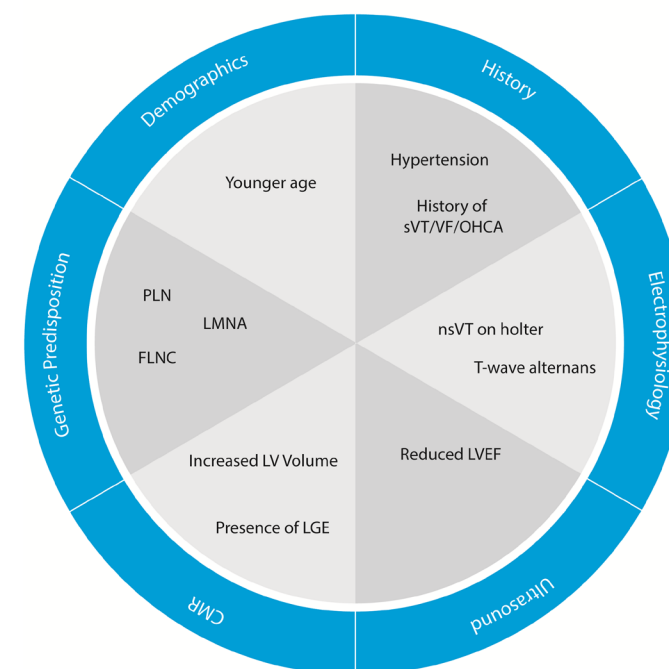 Demographics
History
Hypertension
Younger age
History of
sVT/VF/OHCA
Genetic Predisposition
Electrophysiology
PLN
LMNA
nsVT on holter
FLNC
T-wave alternans
Increased LV Volume
Reduced LVEF
Presence of LGE
CMR
Ultrasound